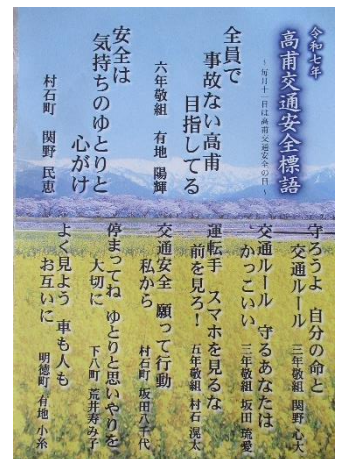 令和七年
高甫交通安全標語
～毎月十一日は高甫交通安全の日～
全員で
事故ない高甫
目指してる
六年敬組 有地 陽輝
安全は
気持ちのゆとりと
心がけ
村石町 関野 民恵
守ろうよ 自分の命と
交通ルール
三年敬組 関野 心大
交通ルール 守るあなたは
かっこいい
三年敬組 坂田 琉愛
運転手 スマホを見るな
前を見ろ!
五年敬組 村石 滉太
交通安全 願って行動
私から
村石町 坂田八千代
停まってね ゆとりと思いやりを
大切に
下八町 荒井寿み子
よく見よう 車も人も
お互いに
明徳町 有地 小糸